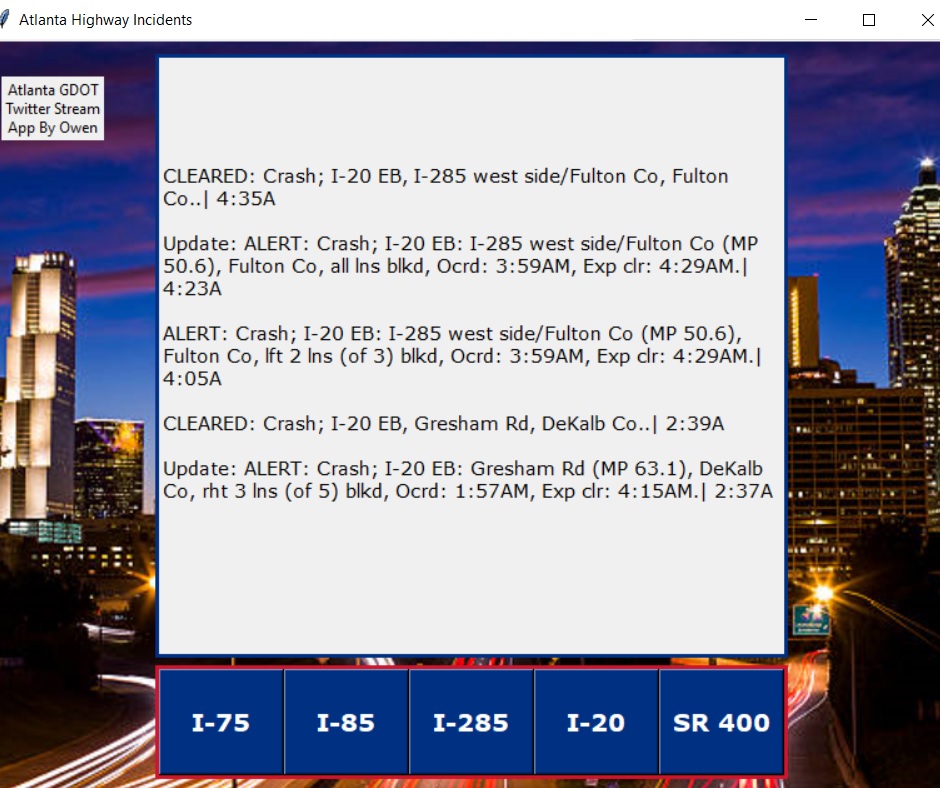 Atlanta Highway Incidents
Atlanta GDOT
Twitter Stream
App By Owen
CLEARED: Crash; I-20 EB, I-285 west side/Fulton Co, Fulton
Co..| 4:35A
Update: ALERT: Crash; I-20 EB: I-285 west side/Fulton Co (MP
50.6), Fulton Co, all lns blkd, Ocrd: 3:59AM, Exp clr: 4:29AM.|
4:23A
ALERT: Crash; I-20 EB: I-285 west side/Fulton Co (MP 50.6),
Fulton Co, lft 2 lns (of 3) blkd, Ocrd: 3:59AM, Exp clr: 4:29AM.|
4:05A
CLEARED: Crash; I-20 EB, Gresham Rd, DeKalb Co..| 2:39A
Update: ALERT: Crash; I-20 EB: Gresham Rd (MP 63.1), DeKalb
Co, rht 3 lns (of 5) blkd, Ocrd: 1:57AM, Exp clr: 4:15AM.| 2:37A
I-75
I-85
I-285
I-20
SR 400